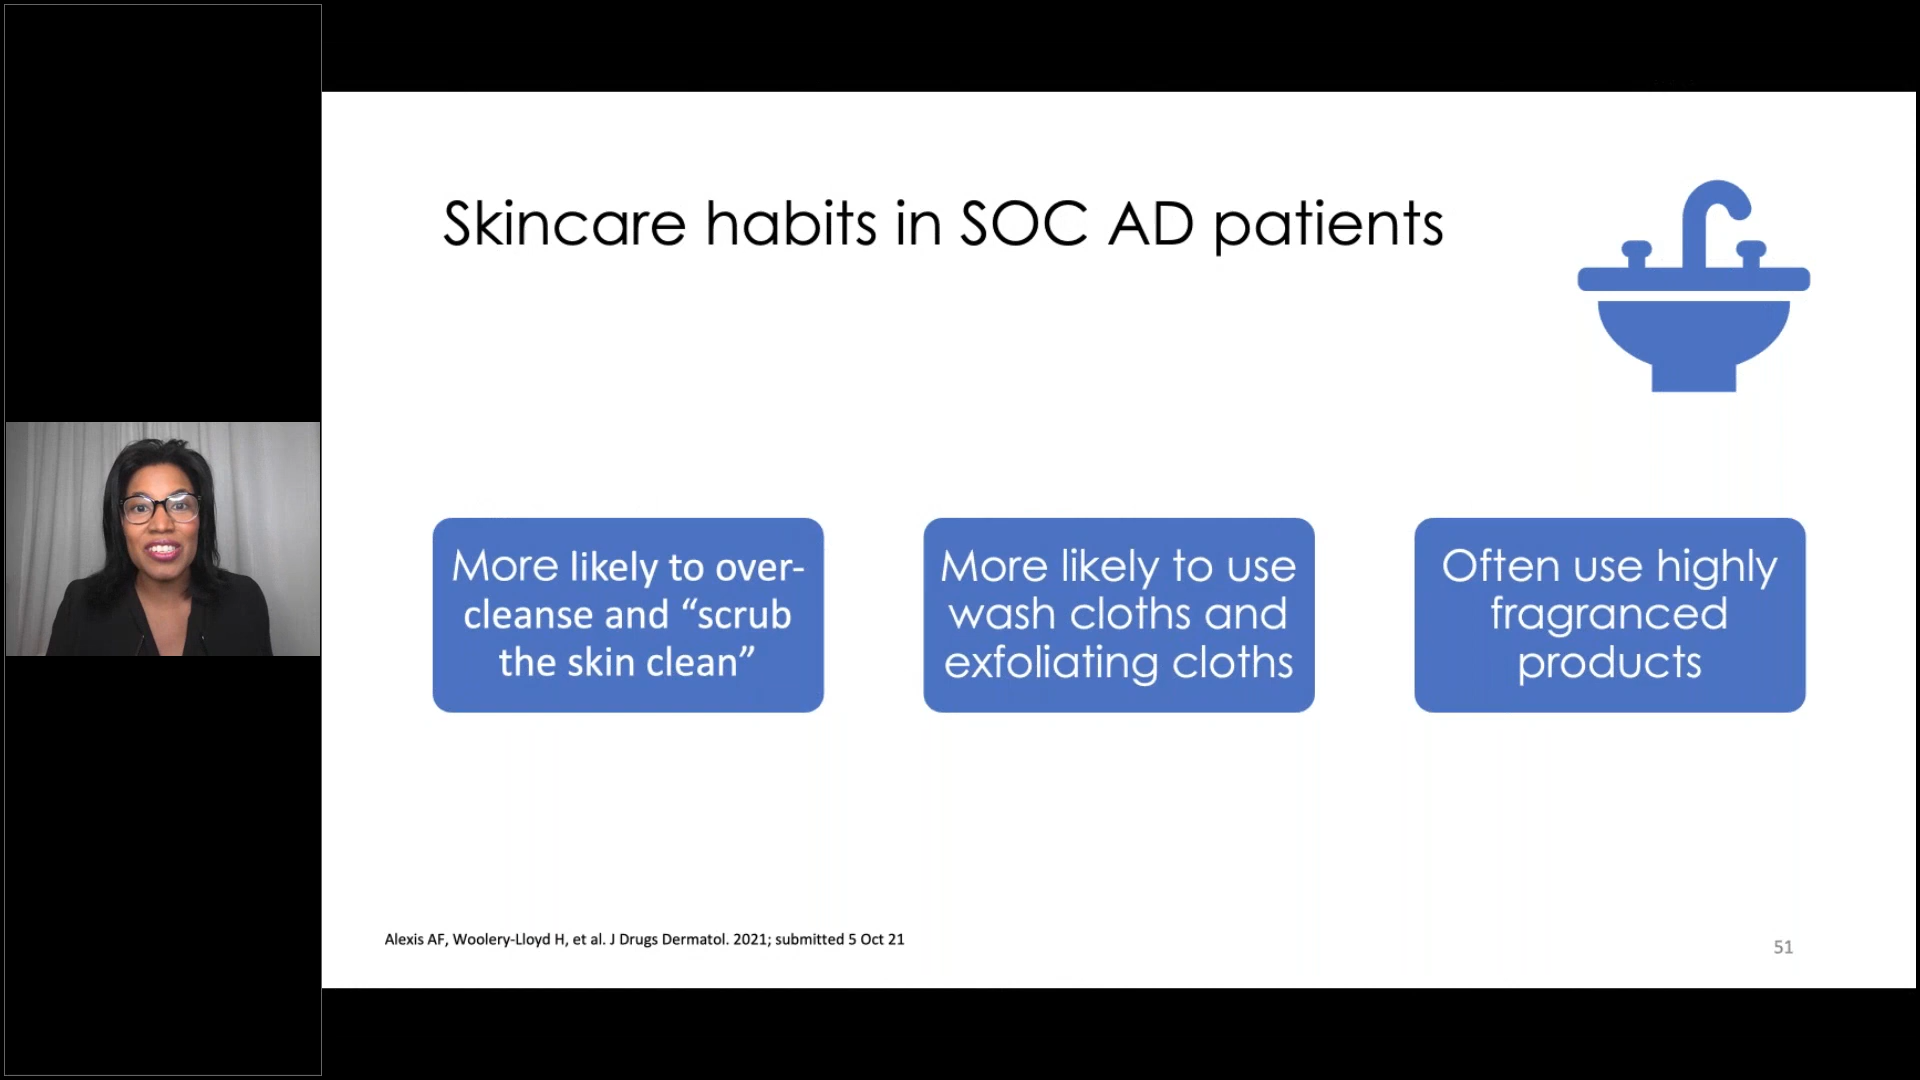 Skincare habits in SOC AD patients
More likely to over-
cleanse and “scrub
the skin clean”
More likely to use
wash cloths and
exfoliating cloths
Often use highly
fragranced
products
Alexis AF, Woolery-Lloyd H, et al. J Drugs Dermatol. 2021; submitted 5 Oct 21
51